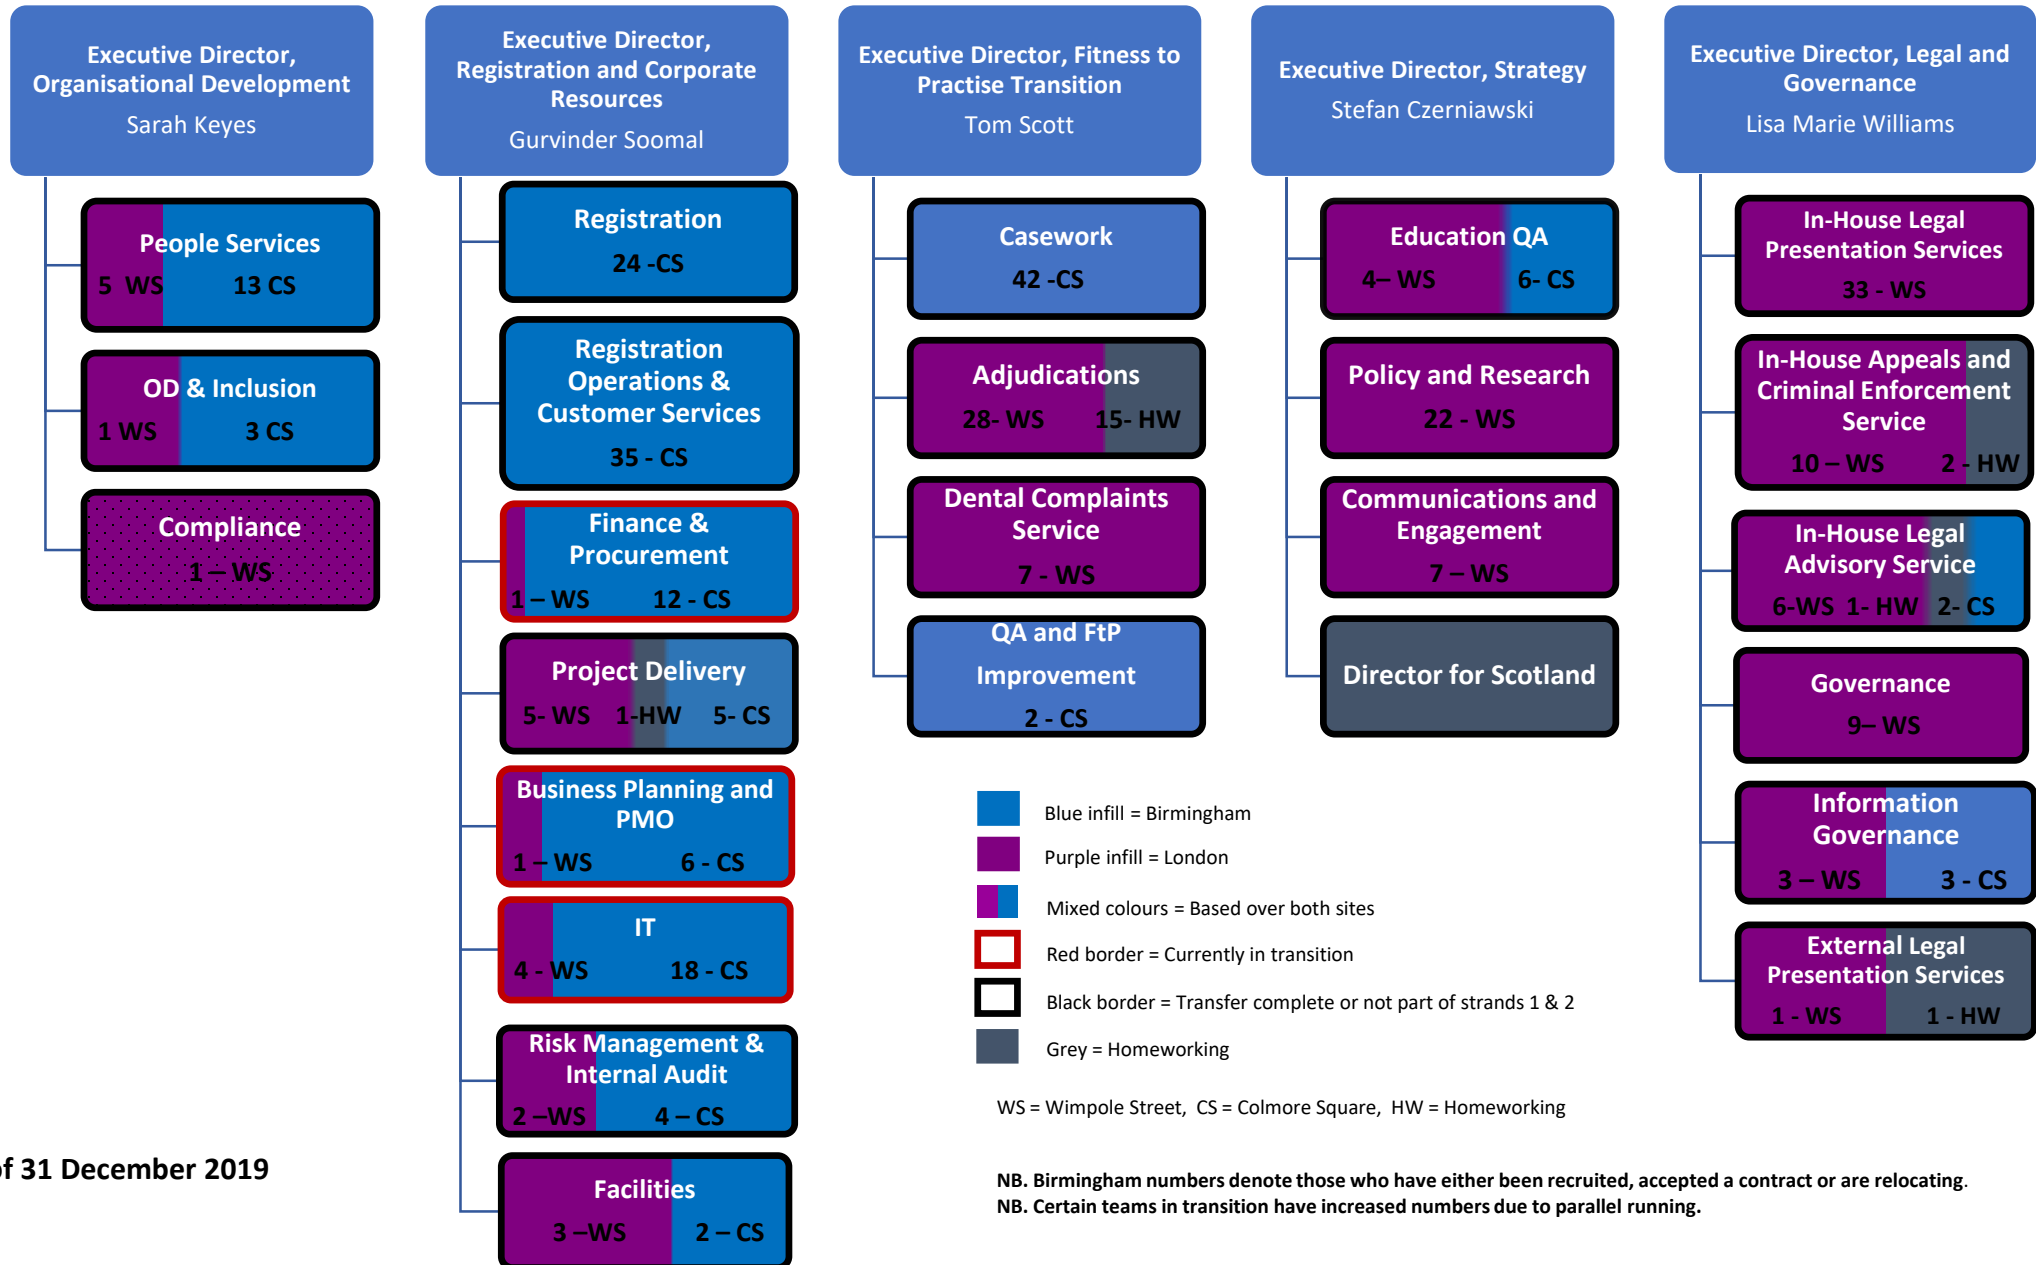 Executive Director,
Organisational Development
Sarah Keyes
People Services
5 WS 13 CS
OD & Inclusion
1 WS 3 CS
Compliance
1 – WS
Executive Director,
Registration and Corporate
Resources
Gurvinder Soomal
Registration
24 -CS
Registration
Operations &
Customer Services
35 - CS
Finance &
Procurement
1 – WS 12 - CS
Project Delivery
5- WS 1-HW 5- CS
Business Planning and
PMO
1 – WS 6 - CS
IT
4 - WS 18 - CS
Risk Management &
Internal Audit
2 –WS 4 – CS
Facilities
3 –WS 2 – CS
Executive Director, Fitness to
Practise Transition
Tom Scott
Casework
42 -CS
Adjudications
28- WS 15- HW
Dental Complaints
Service
7 - WS
QA and FtP
Improvement
2 - CS
Executive Director, Strategy
Stefan Czerniawski
Education QA
4– WS 6- CS
Policy and Research
22 - WS
Communications and
Engagement
7 – WS
Director for Scotland
Executive Director, Legal and
Governance
Lisa Marie Williams
In-House Legal
Presentation Services
33 - WS
In-House Appeals and
Criminal Enforcement
Service
10 – WS 2 - HW
In-House Legal
Advisory Service
6-WS 1- HW 2- CS
Governance
9– WS
Information
Governance
3 – WS 3 - CS
External Legal
Presentation Services
1 - WS 1 - HW
Blue infill = Birmingham
Purple infill = London
Mixed colours = Based over both sites
Red border = Currently in transition
Black border = Transfer complete or not part of strands 1 & 2
Grey = Homeworking
WS = Wimpole Street, CS = Colmore Square, HW = Homeworking
of 31 December 2019
NB. Birmingham numbers denote those who have either been recruited, accepted a contract or are relocating.
NB. Certain teams in transition have increased numbers due to parallel running.